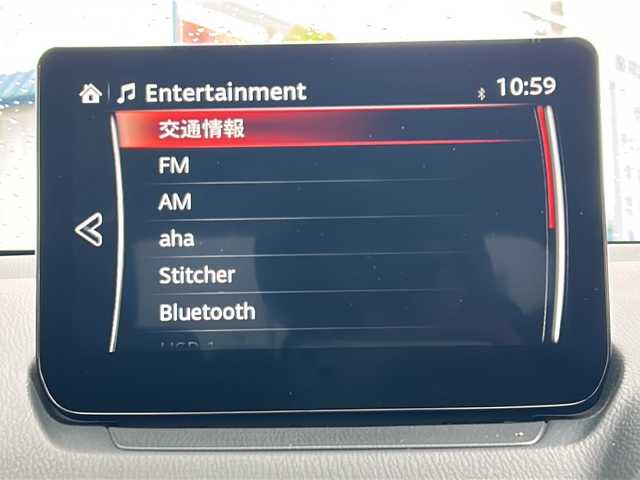 Entertainment 10:59
交通情報
FM
AM
aha
Stitcher
Bluetooth